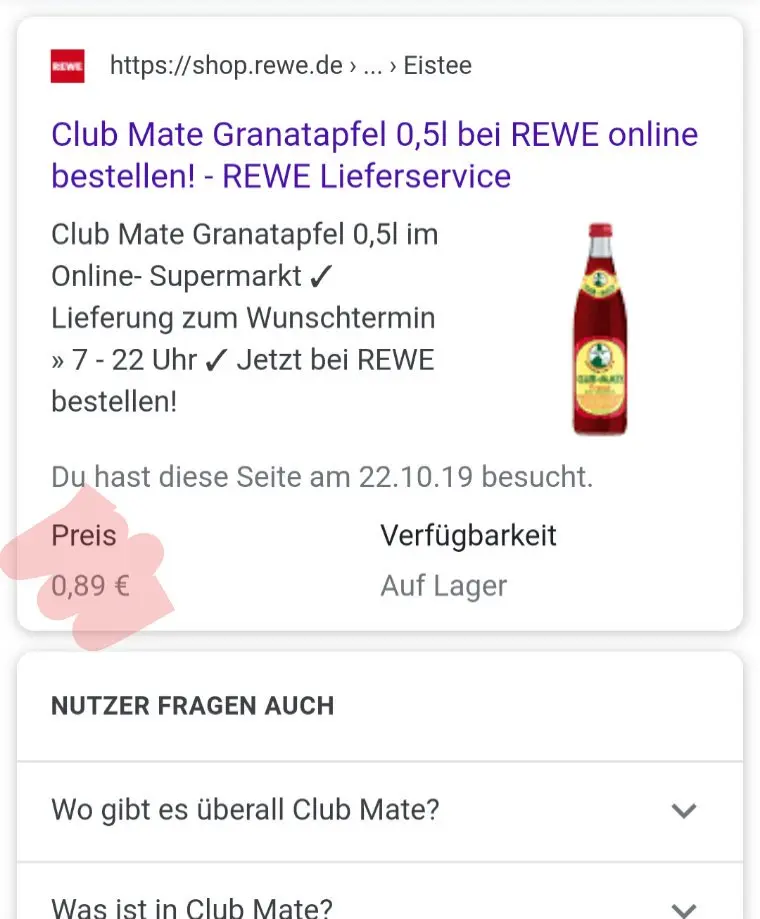 REWE
https://shop.rewe.de › ... › Eistee
Club Mate Granatapfel 0,5l bei REWE online
bestellen! - REWE Lieferservice
Club Mate Granatapfel 0,5l im
Online- Supermarkt ✓
Lieferung zum Wunschtermin
» 7 - 22 Uhr ✓ Jetzt bei REWE
bestellen!
CLUB-MATE
Du hast diese Seite am 22.10.19 besucht.
Preis
Verfügbarkeit
0,89 €
Auf Lager
NUTZER FRAGEN AUCH
Wo gibt es überall Club Mate?
Was ist in Club Mate?